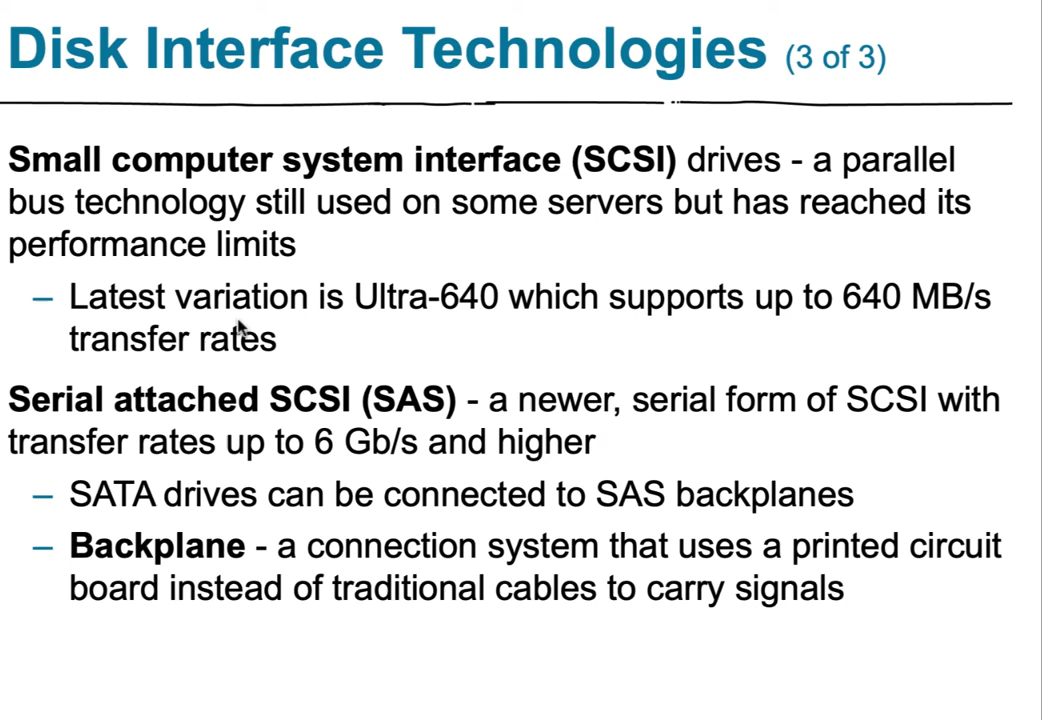 Disk Interface Technologies (3 of 3)
Small computer system interface (SCSI) drives - a parallel
bus technology still used on some servers but has reached its
performance limits
– Latest variation is Ultra-640 which supports up to 640 MB/s
transfer rates
Serial attached SCSI (SAS) - a newer, serial form of SCSI with
transfer rates up to 6 Gb/s and higher
– SATA drives can be connected to SAS backplanes
– Backplane - a connection system that uses a printed circuit
board instead of traditional cables to carry signals